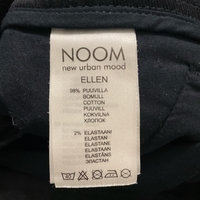 NOOM
new urban mood
ELLEN
98% PUUVILLA
BOMULL
COTTON
PUUVILL
KOKVILNA
ХЛОПОК
2% ELASTAANI
ELASTAN
ELASTANE
ELASTAAN
ELASTĀNS
ЭЛАСТАН